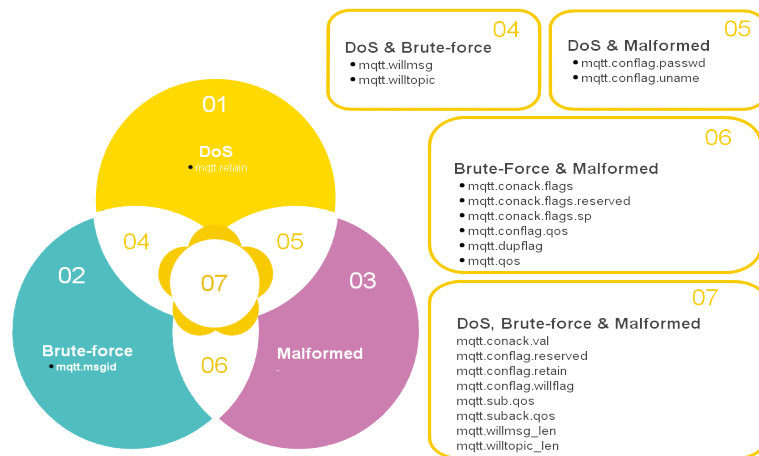 01
DoS
• mqtt.retain
02
Brute-force
• mqtt.msgid
03
Malformed
-
04
05
06
07
04
DoS & Brute-force
• mqtt.willmsg
• mqtt.willtopic
05
DoS & Malformed
• mqtt.conflag.passwd
• mqtt.conflag.uname
06
Brute-Force & Malformed
• mqtt.conack.flags
• mqtt.conack.flags.reserved
• mqtt.conack.flags.sp
• mqtt.conflag.qos
• mqtt.dupflag
• mqtt.qos
07
DoS, Brute-force & Malformed
mqtt.conack.val
mqtt.conflag.reserved
mqtt.conflag.retain
mqtt.conflag.willflag
mqtt.sub.qos
mqtt.suback.qos
mqtt.willmsg_len
mqtt.willtopic_len